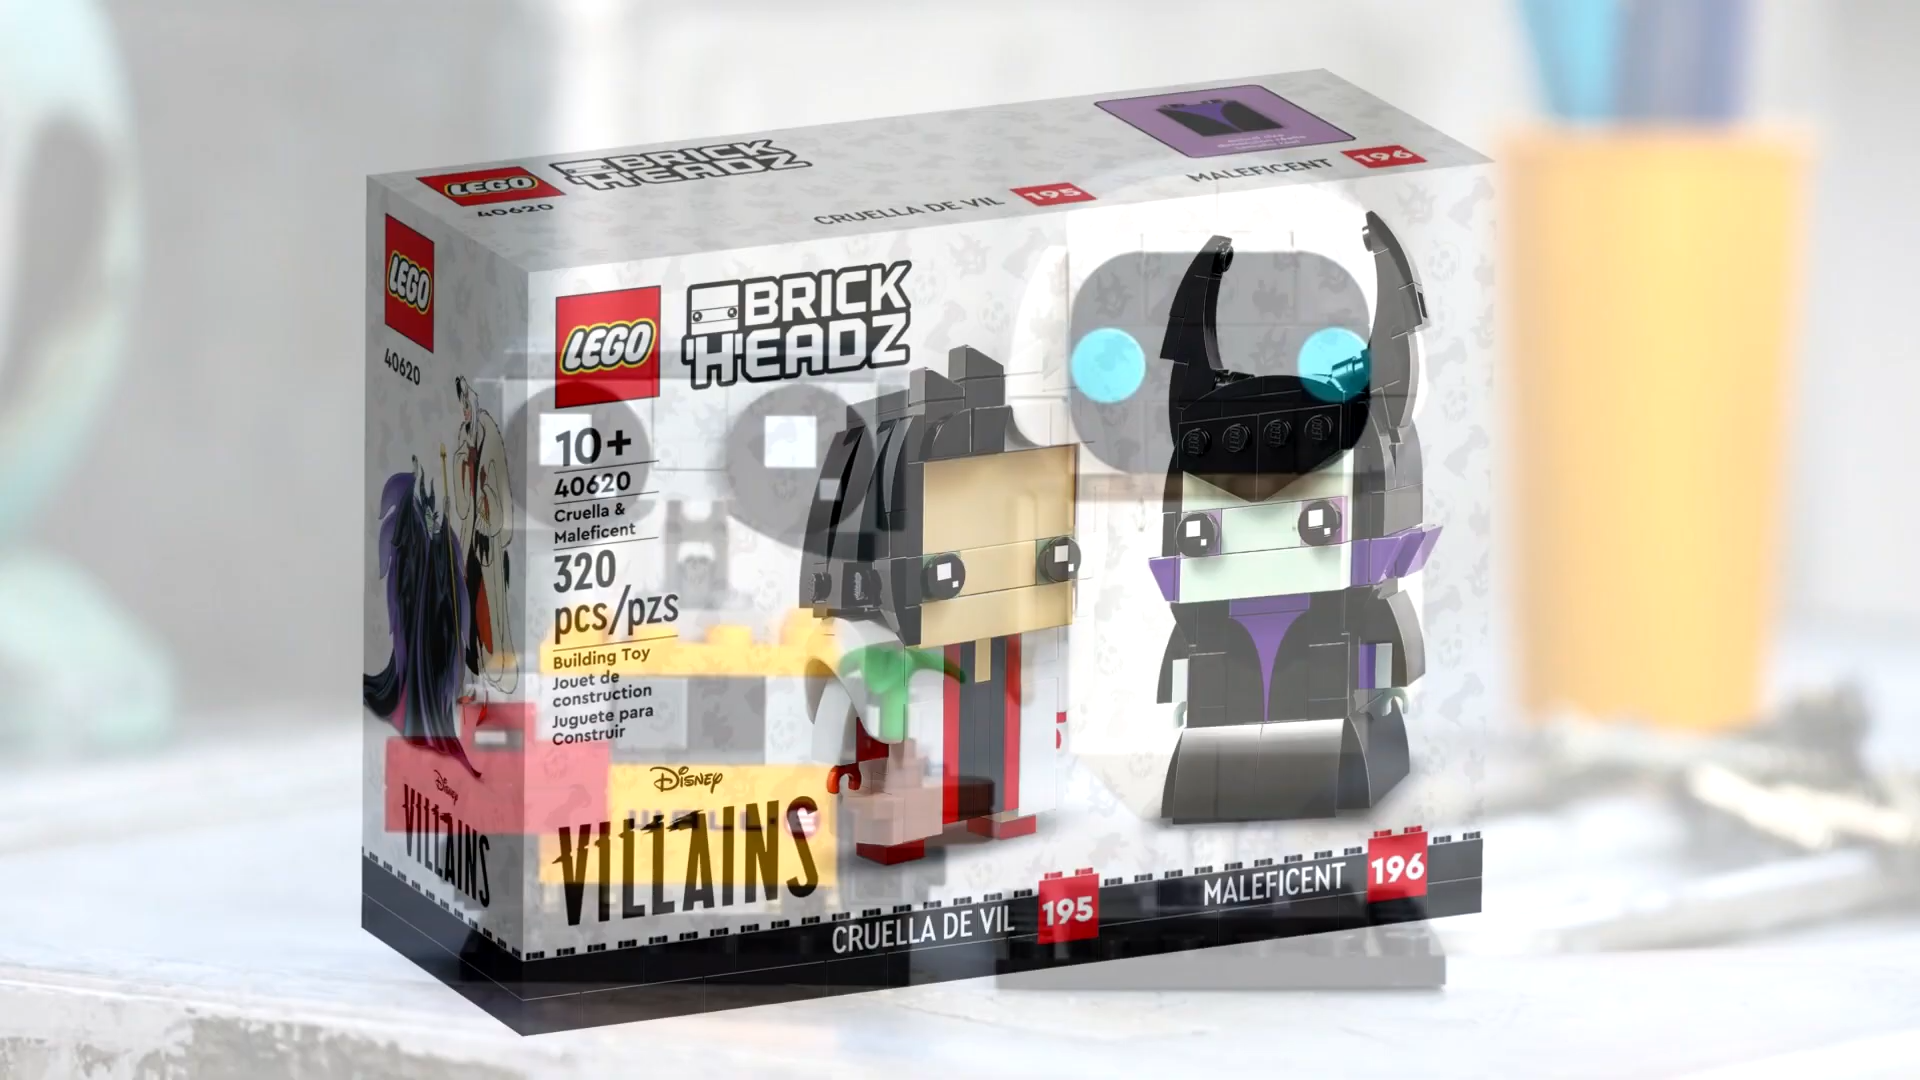 LEGO
BRICK
HEADZ
40620
CRUELLA DE VIL
195
MALEFICENT
196
LEGO
40620
Disney
VILLAINS
LEGO
BRICK
HEADZ
10+
40620
Cruella &
Maleficent
320
pcs/pzs
Building Toy
Jouet de
construction
Juguete para
Construir
Disney
VILLAINS
CRUELLA DE VIL
195
MALEFICENT
196